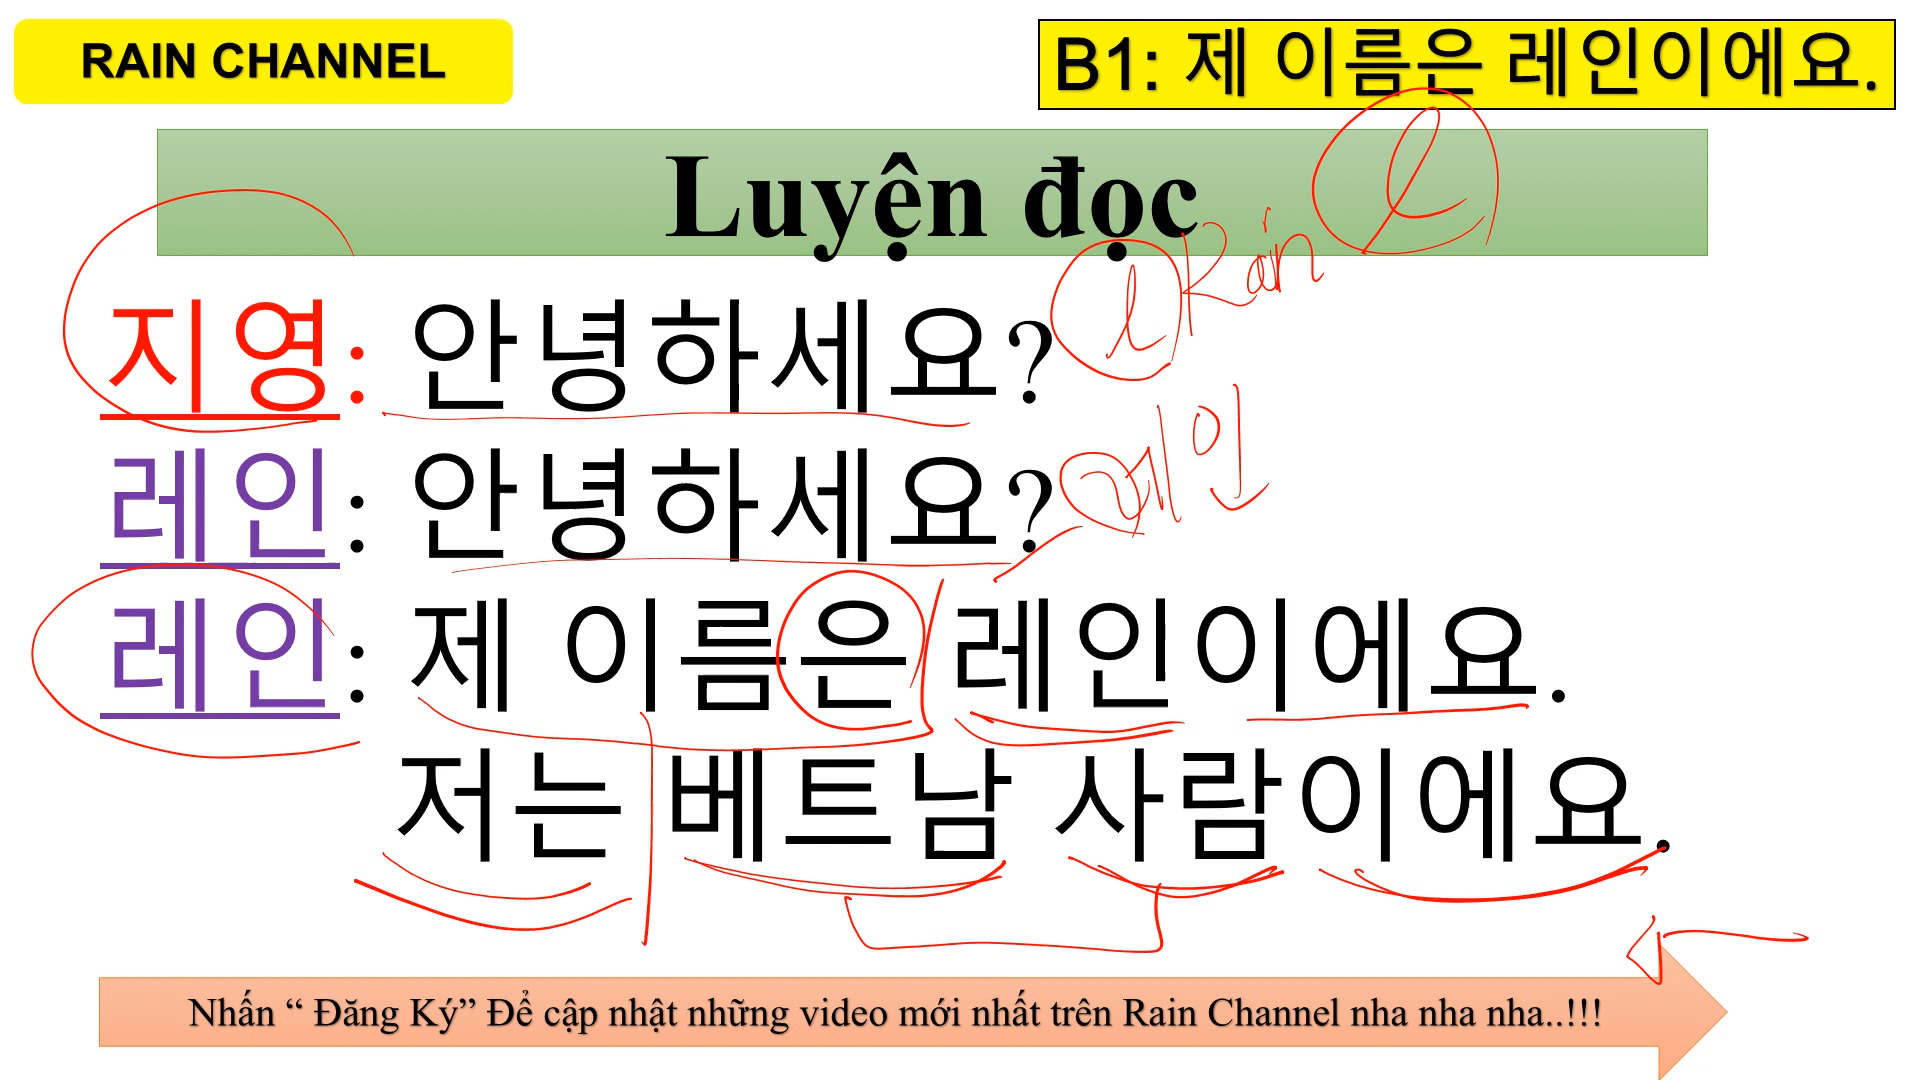 RAIN CHANNEL
B1: 제 이름은 레인이에요.
Luyện đọc
l Rain l
지영: 안녕하세요?
레인: 안녕하세요?
레인
레인: 제 이름은 레인이에요.
저는 베트남 사람이에요.
Nhấn “ Đăng Ký” Để cập nhật những video mới nhất trên Rain Channel nha nha nha..!!!